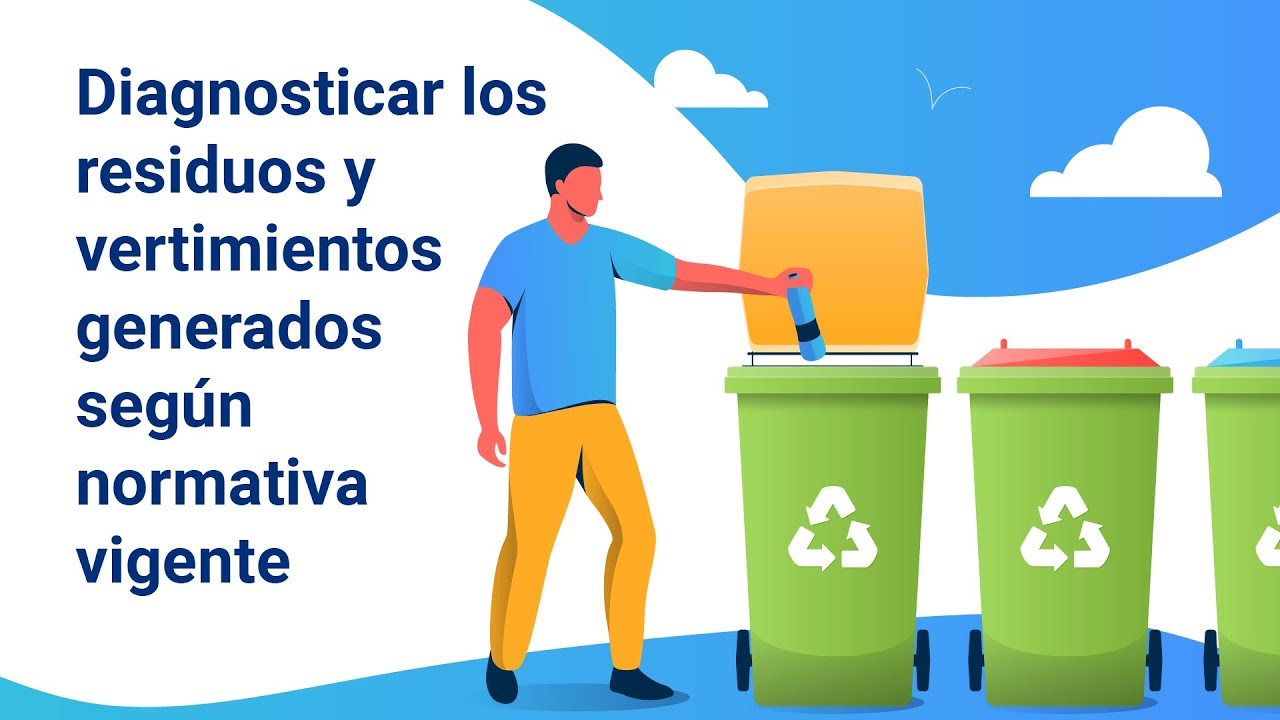 Diagnosticar los
residuos y
vertimientos
generados
según
normativa
vigente